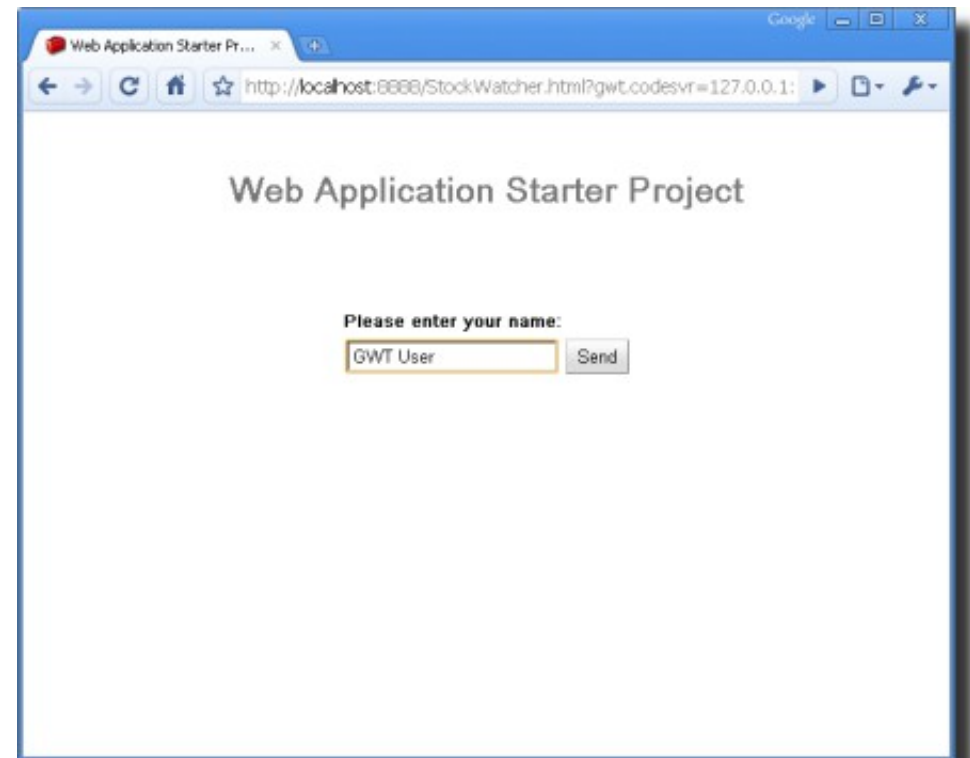 Google
Web Application Starter Pr...
http://localhost:8888/StockWatcher.html?gwt.codesvr=127.0.0.1:
Web Application Starter Project
Please enter your name:
GWT User
Send